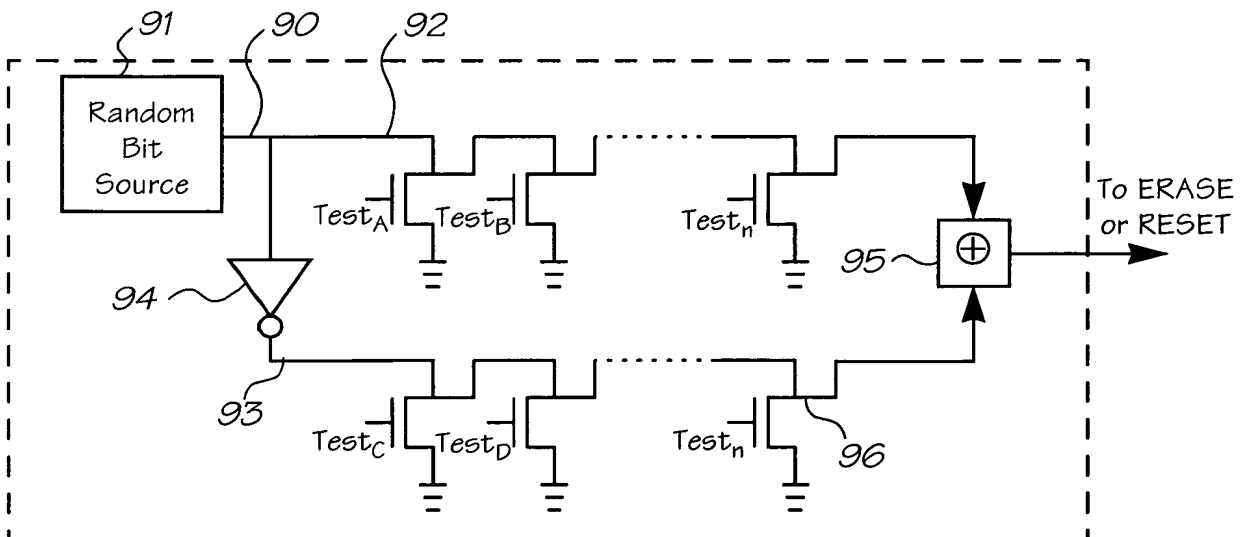 91
90
92
Random
Bit
Source
Test_A
Test_B
Test_n
To ERASE
or RESET
95
⊕
94
93
Test_C
Test_D
Test_n
96